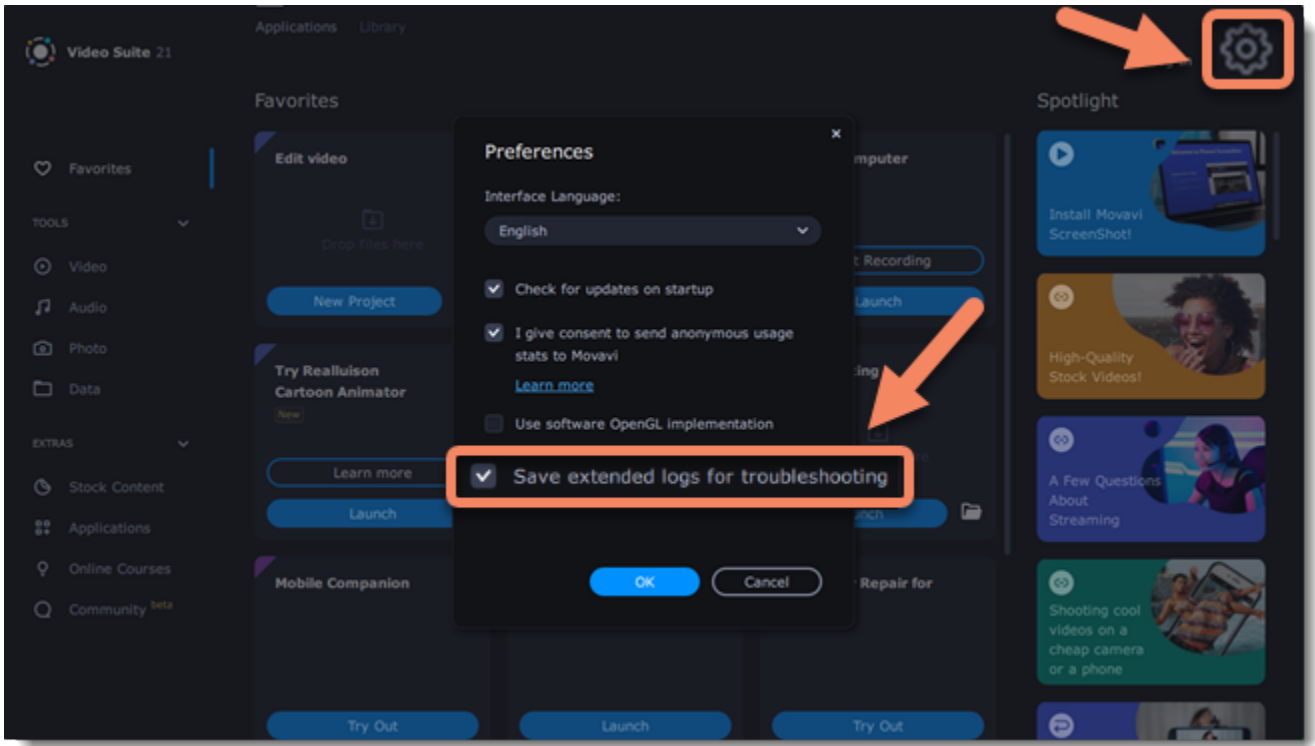 Video Suite 21
Applications Library
Favorites
Spotlight
Favorites
TOOLS
Video
Audio
Photo
Data
EXTRAS
Stock Content
Applications
Online Courses
Community beta
Edit video
Drop files here
New Project
mputer
t Recording
Launch
Try Realluison
Cartoon Animator
New
Learn more
Launch
ing
Mobile Companion
Try Out
Launch
Repair for
Try Out
Preferences
Interface Language:
English
Check for updates on startup
I give consent to send anonymous usage
stats to Movavi
Learn more
Use software OpenGL implementation
Save extended logs for troubleshooting
OK
Cancel
Install Movavi
ScreenShot!
High-Quality
Stock Videos!
A Few Questions
About
Streaming
Shooting cool
videos on a
cheap camera
or a phone